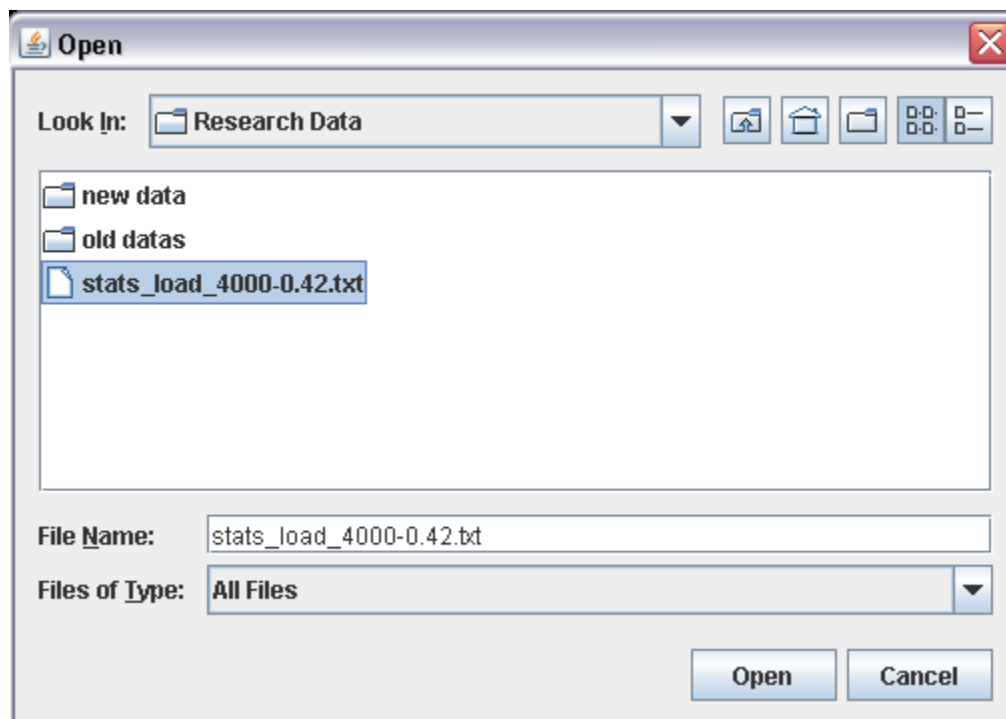 Open
Look In: Research Data
new data
old datas
stats_load_4000-0.42.txt
File Name: stats_load_4000-0.42.txt
Files of Type: All Files
Open Cancel